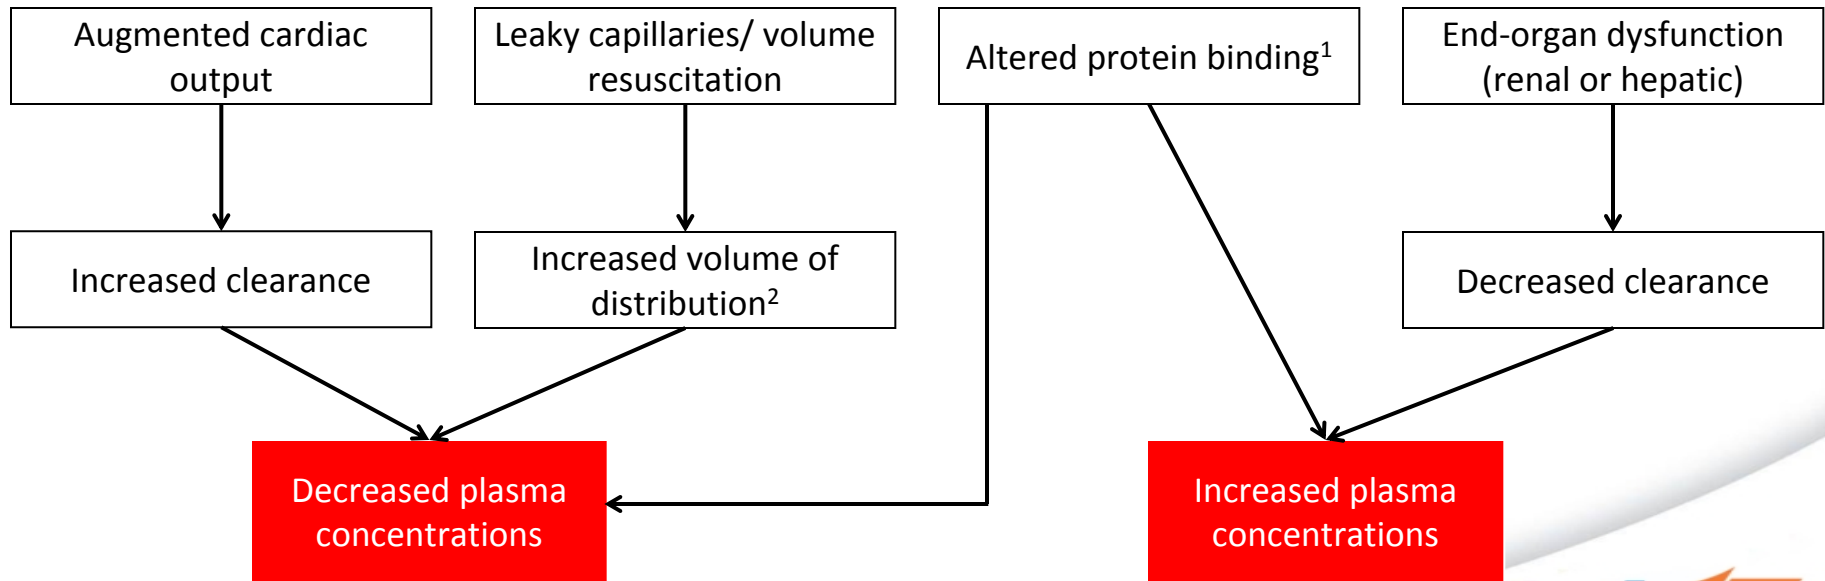 Augmented cardiac
output
Leaky capillaries/ volume
resuscitation
Altered protein binding¹
End-organ dysfunction
(renal or hepatic)
Increased clearance
Increased volume of
distribution²
Decreased clearance
Decreased plasma
concentrations
Increased plasma
concentrations